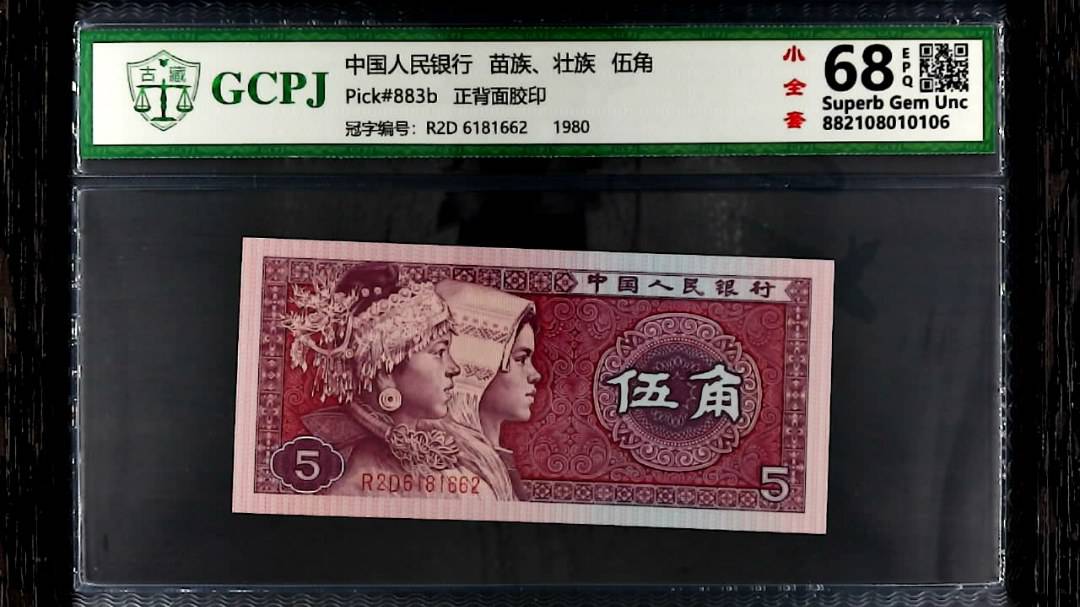 古 藏
GCPJ
中国人民银行 苗族、壮族 伍角
Pick#883b 正背面胶印
冠字编号: R2D 6181662 1980
小全套
68 EPQ
Superb Gem Unc
882108010106
中国人民银行
伍角
5
R2D6181662
5